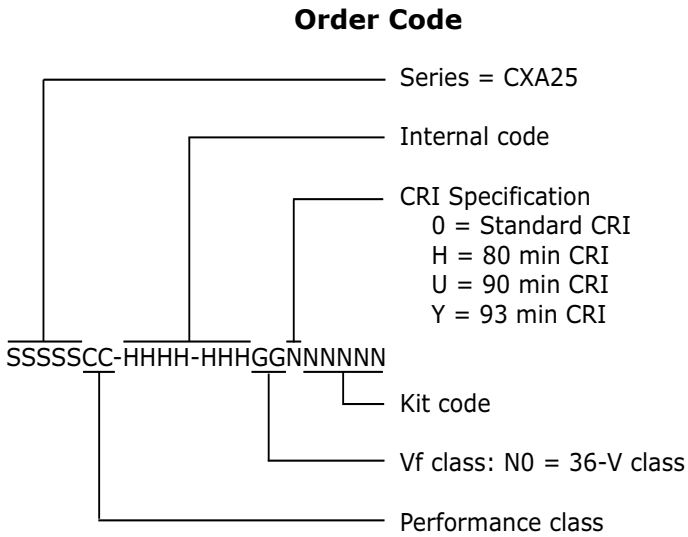 Order Code
Series = CXA25
Internal code
CRI Specification
0 = Standard CRI
H = 80 min CRI
U = 90 min CRI
Y = 93 min CRI
SSSSSCC-HHHH-HHHGGNNNNNN
Kit code
Vf class: N0 = 36-V class
Performance class